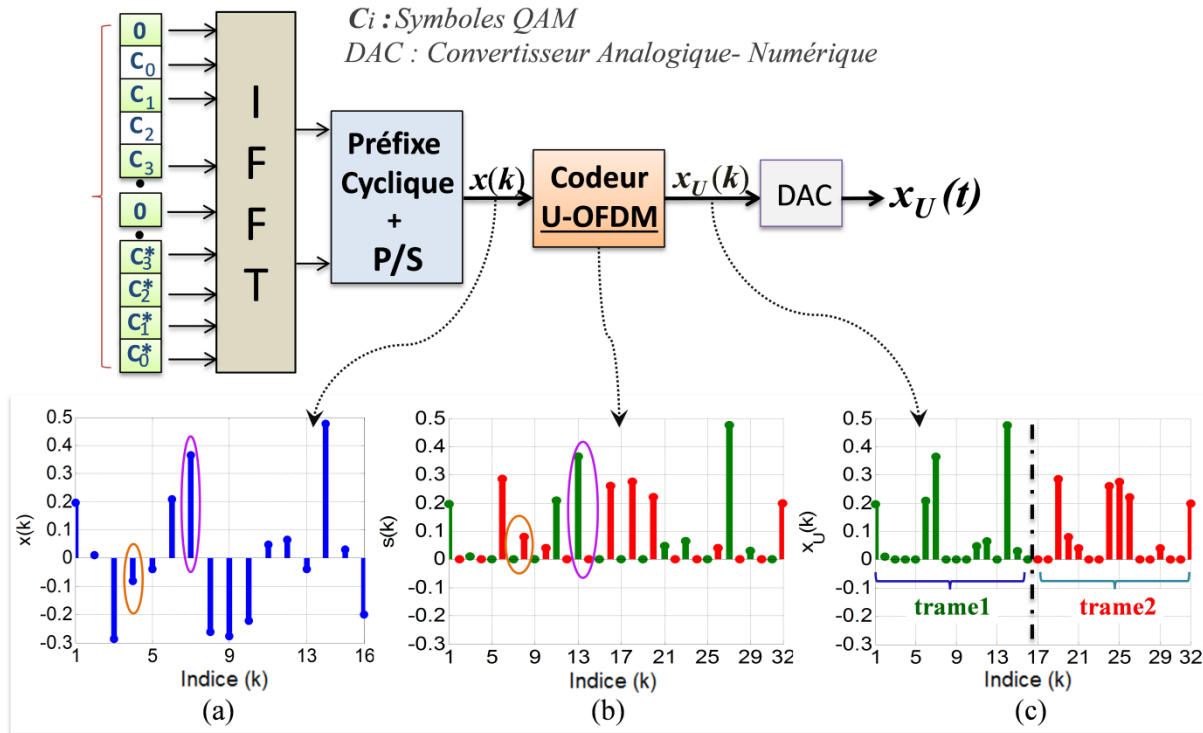 Ci : Symboles QAM
DAC : Convertisseur Analogique- Numérique
0
C0
C1
C2
C3
0
C3*
C2*
C1*
C0*
I
F
F
T
Préfixe
Cyclique
+
P/S
x(k)
Codeur
U-OFDM
xU(k)
DAC
xU(t)
0.5
0.4
0.3
0.2
0.1
0
-0.1
-0.2
-0.3
x(k)
1 5 9 13 16
Indice (k)
(a)
0.5
0.4
0.3
0.2
0.1
0
-0.1
-0.2
-0.3
s(k)
1 5 9 13 17 21 25 29 32
Indice (k)
(b)
0.5
0.4
0.3
0.2
0.1
0
-0.1
-0.2
-0.3
xU(k)
trame1
trame2
1 5 9 13 17 21 25 29 32
Indice (k)
(c)